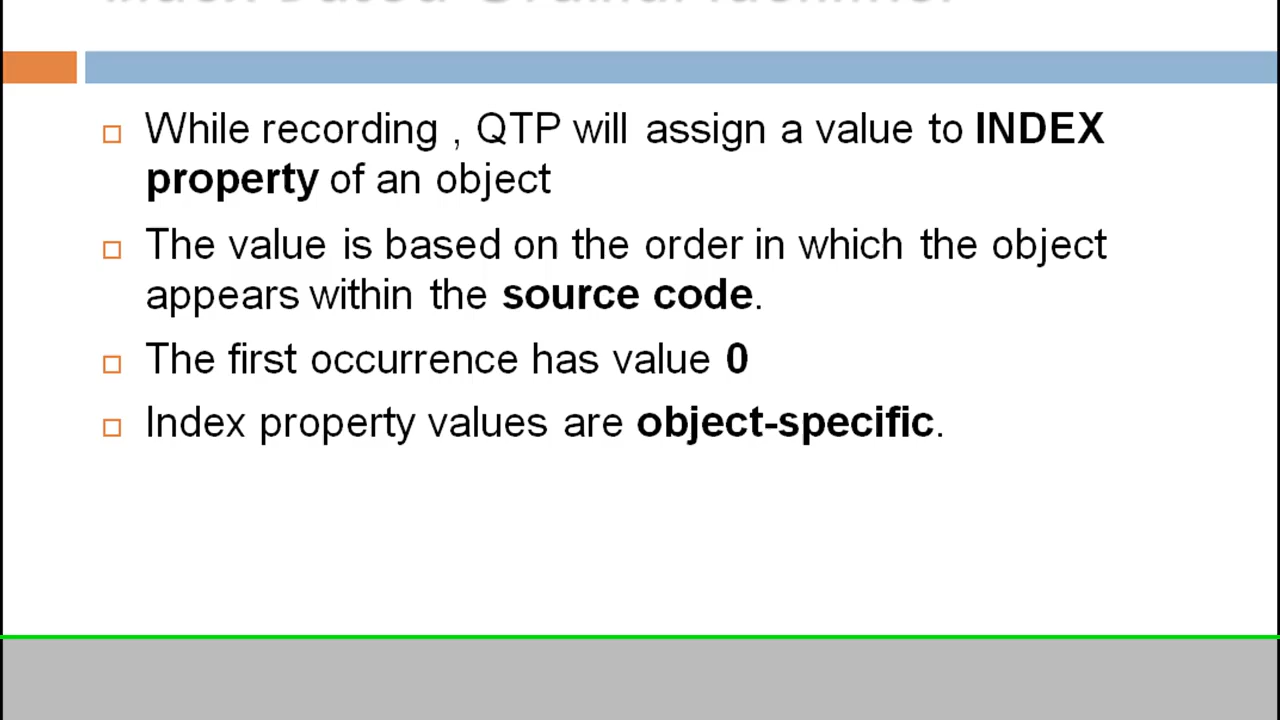 While recording , QTP will assign a value to INDEX
property of an object
The value is based on the order in which the object
appears within the source code.
The first occurrence has value 0
Index property values are object-specific.